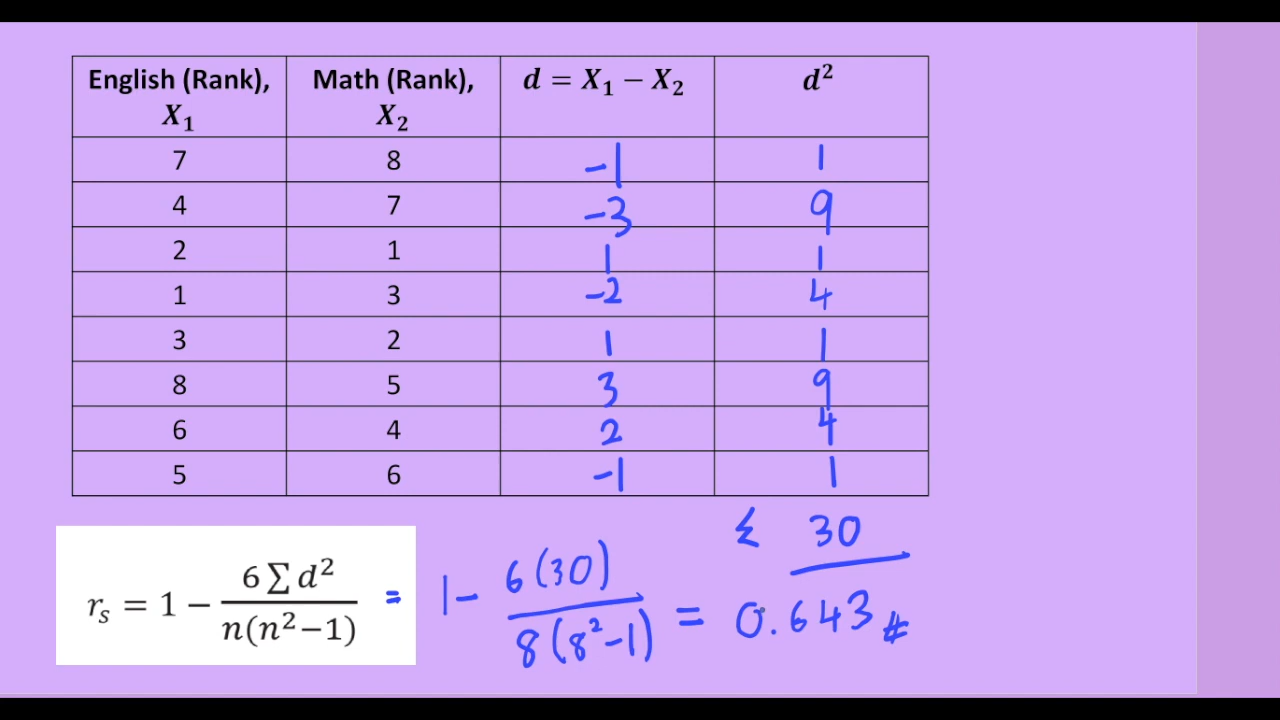 English (Rank), X₁ Math (Rank), X₂ d = X₁ − X₂ d²
7 8 -1 1
4 7 -3 9
2 1 1 1
1 3 -2 4
3 2 1 1
8 5 3 9
6 4 2 4
5 6 -1 1
Σ 30
rₛ = 1 − 6∑d² / n(n²−1) = 1 - 6(30) / 8(8²-1) = 0.643 #